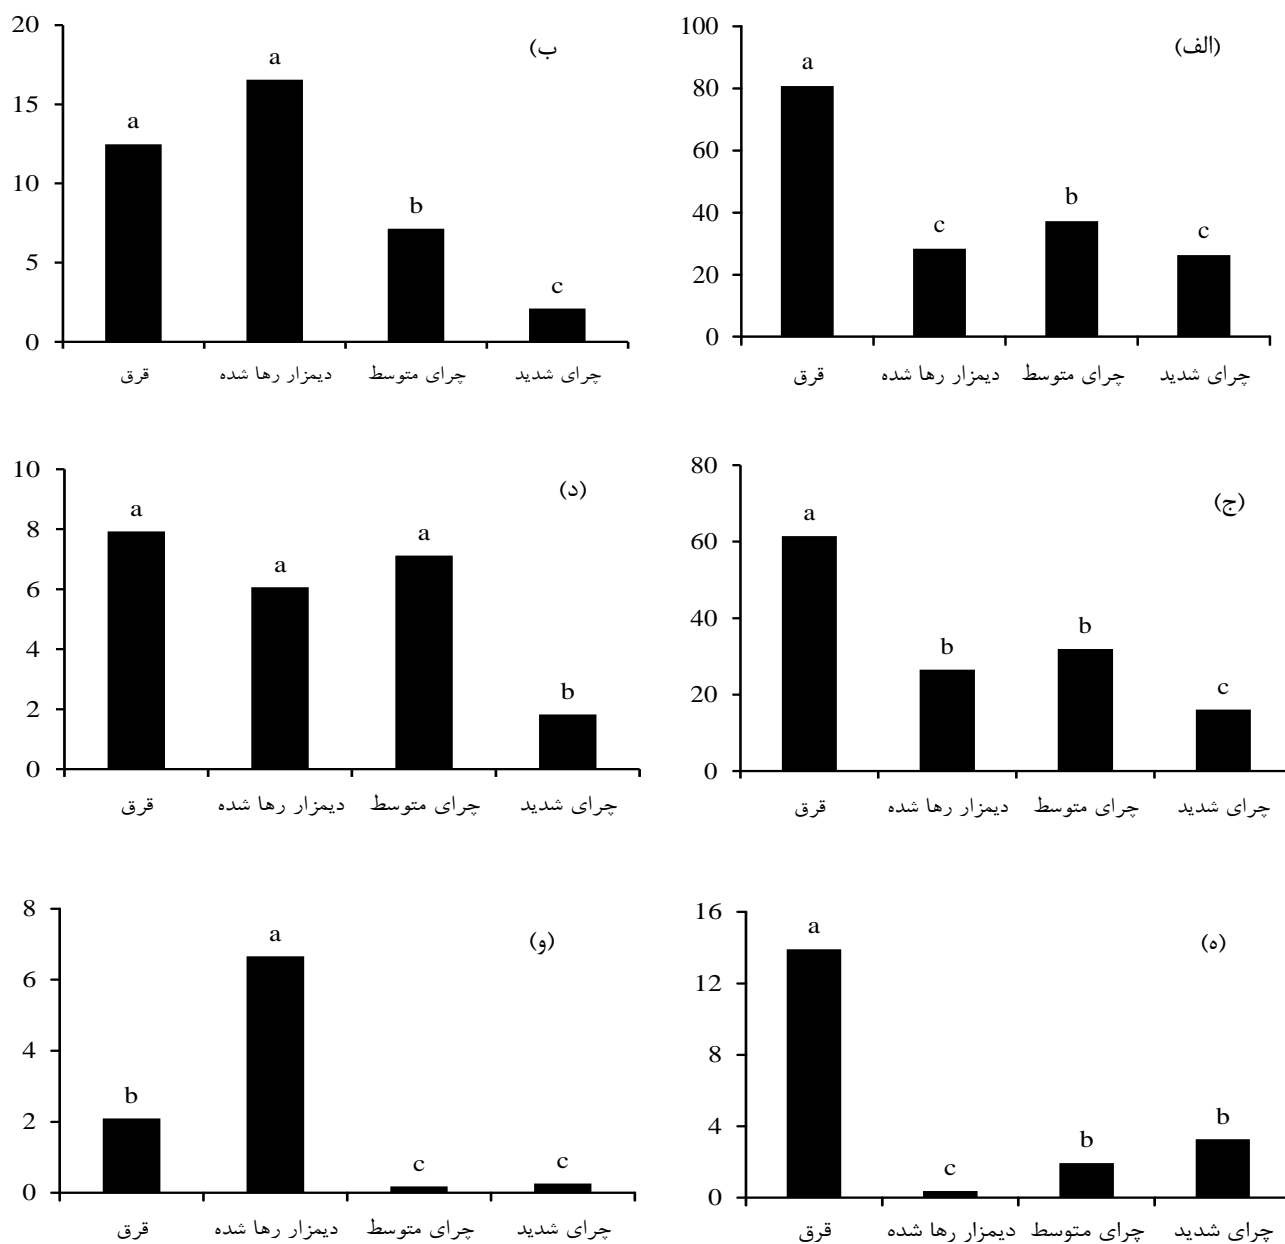 (الف)
100
80
60
40
20
0
a
c
b
c
قرق
دیمزار رها شده
چرای متوسط
چرای شدید
ب)
20
15
10
5
0
a
a
b
c
قرق
دیمزار رها شده
چرای متوسط
چرای شدید
(ج)
80
60
40
20
0
a
b
b
c
قرق
دیمزار رها شده
چرای متوسط
چرای شدید
(د)
10
8
6
4
2
0
a
a
a
b
قرق
دیمزار رها شده
چرای متوسط
چرای شدید
(ه)
16
12
8
4
0
a
c
b
b
قرق
دیمزار رها شده
چرای متوسط
چرای شدید
(و)
8
6
4
2
0
b
a
c
c
قرق
دیمزار رها شده
چرای متوسط
چرای شدید